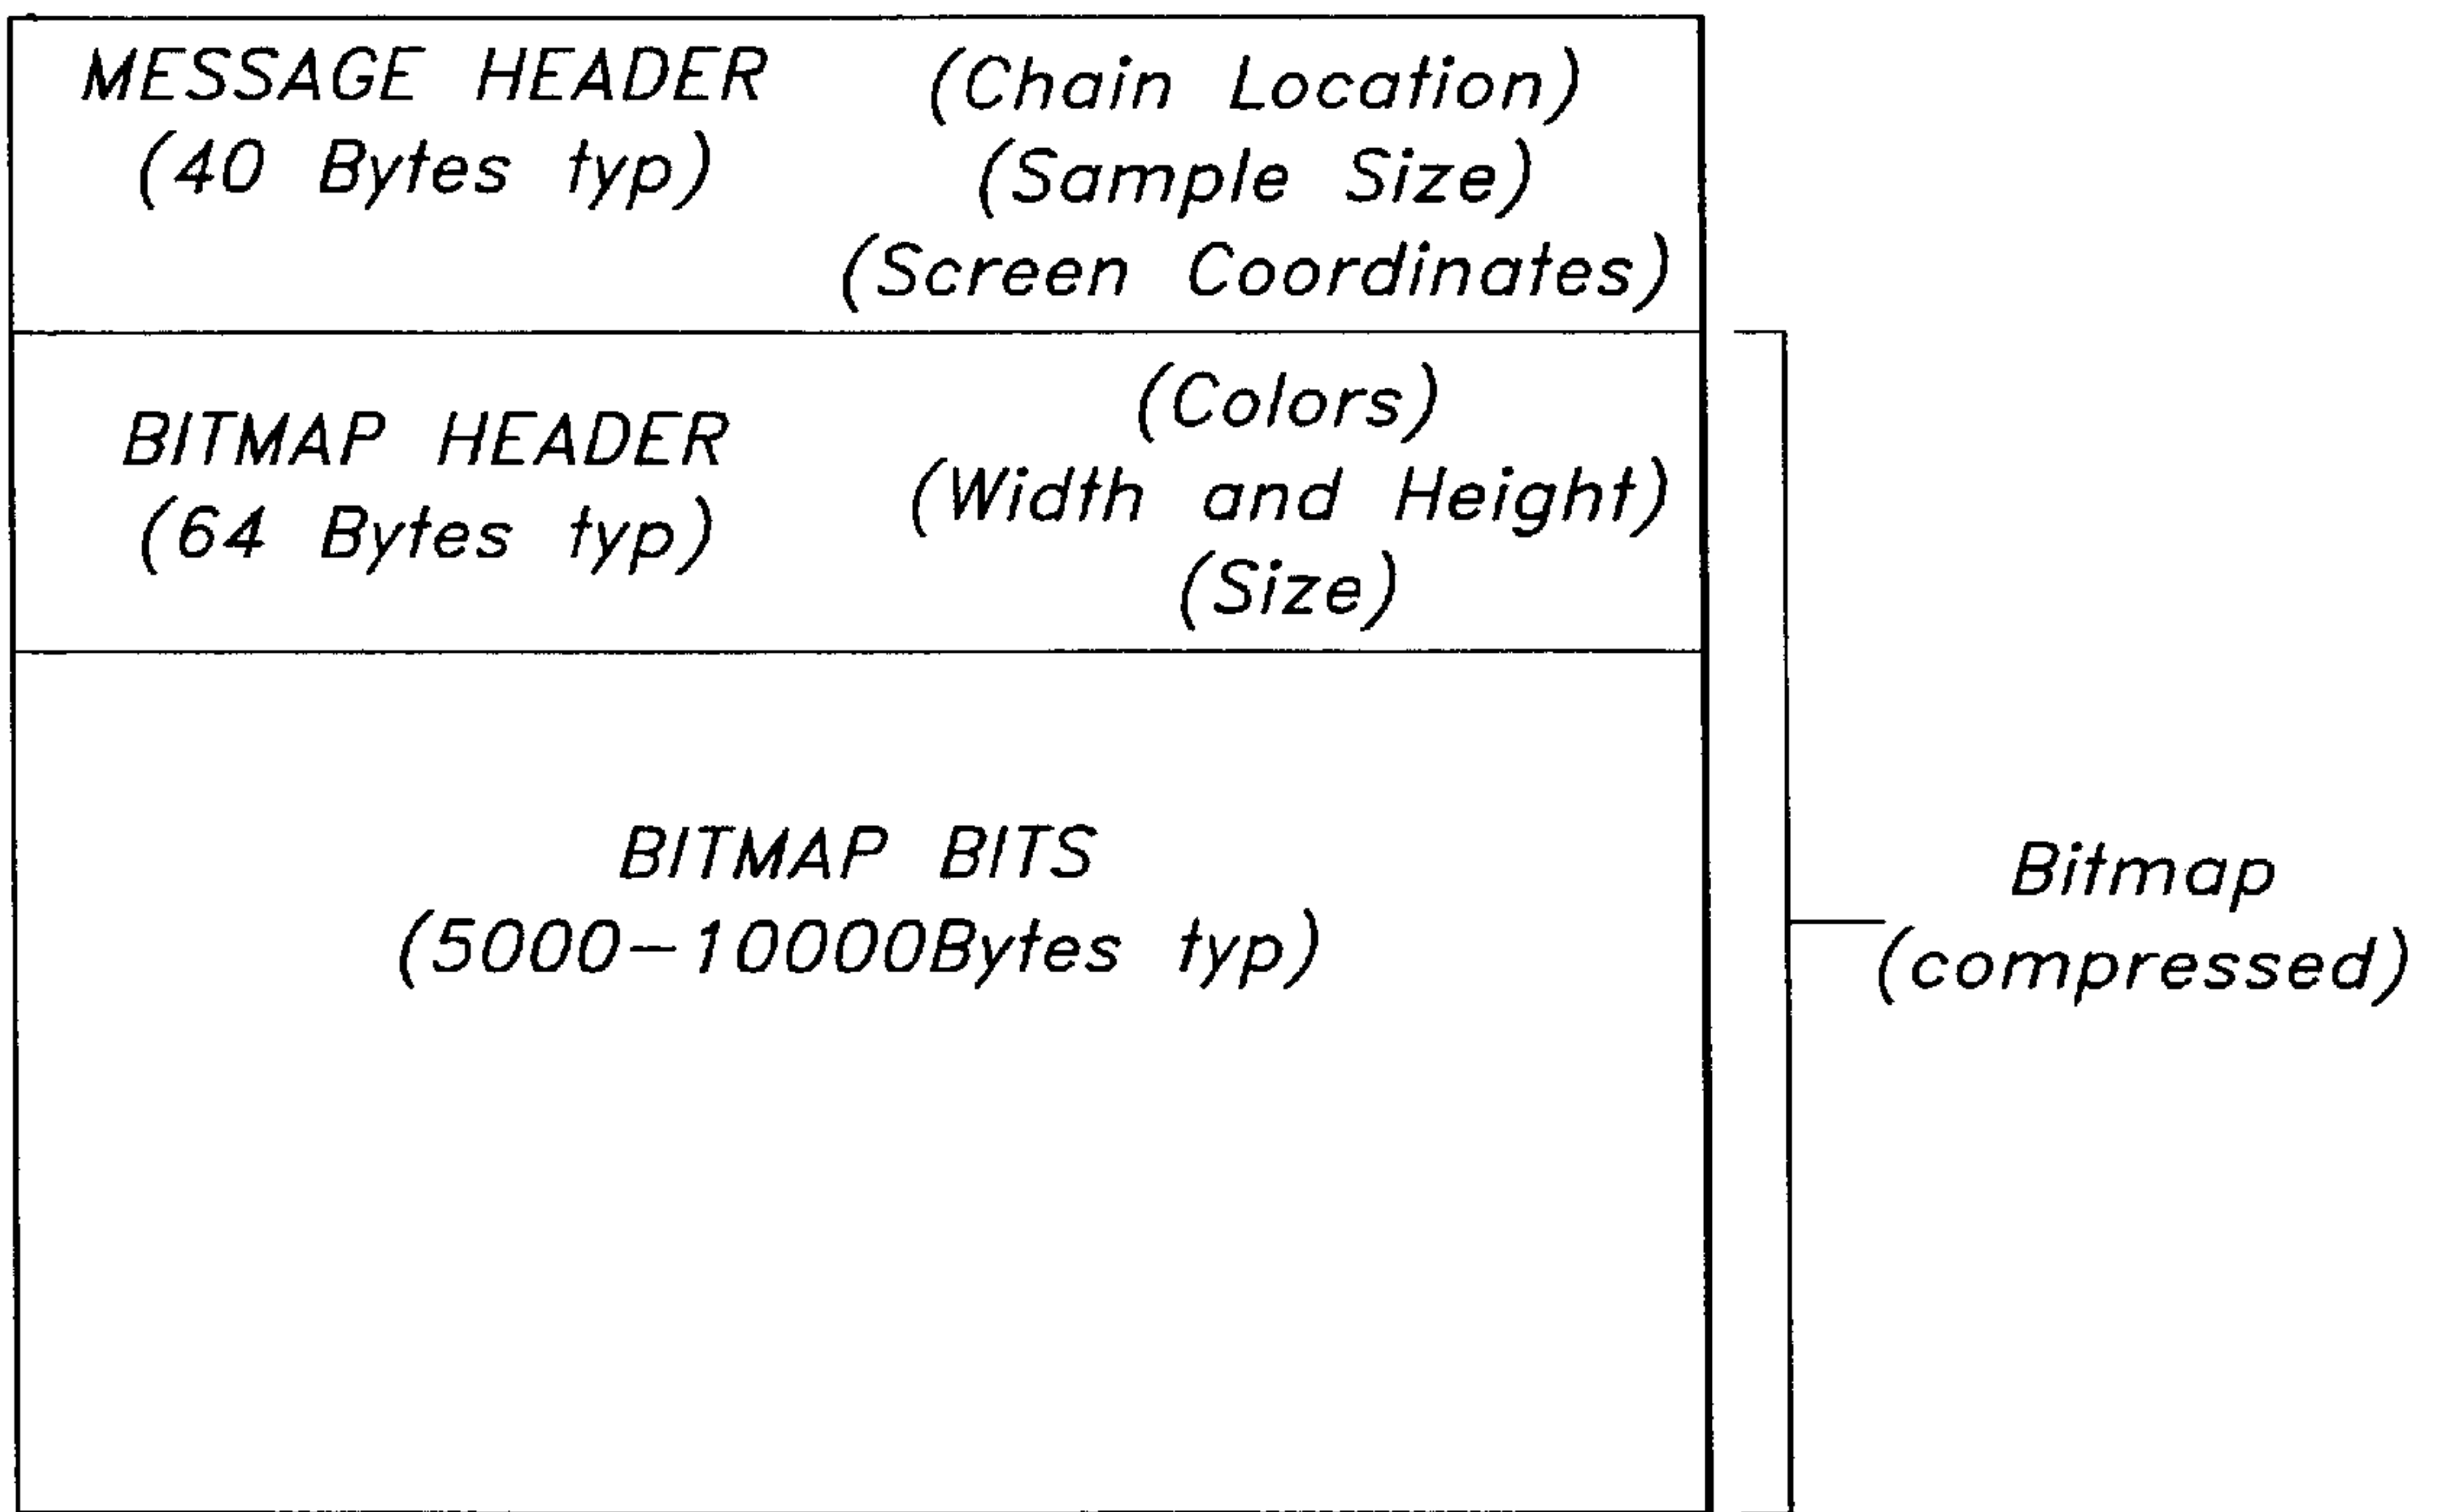 MESSAGE HEADER
(40 Bytes typ)
(Chain Location)
(Sample Size)
(Screen Coordinates)
BITMAP HEADER
(64 Bytes typ)
(Colors)
(Width and Height)
(Size)
BITMAP BITS
(5000-10000Bytes typ)
Bitmap
(compressed)